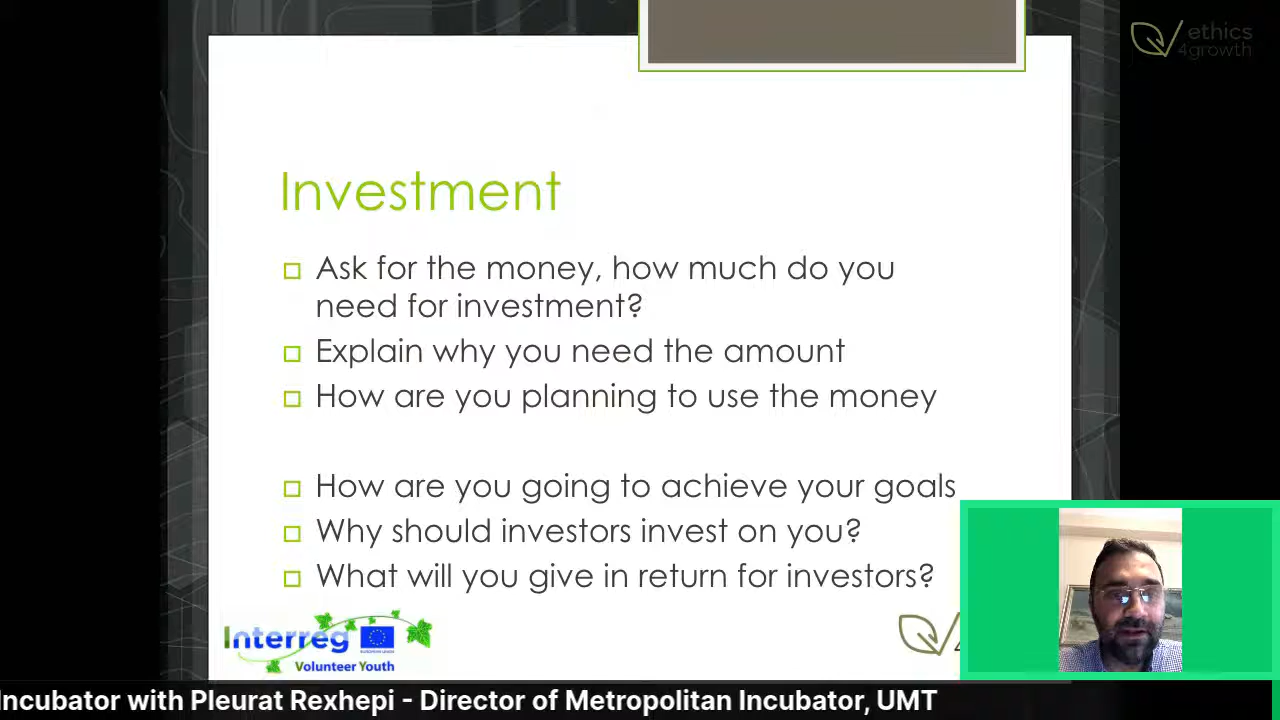 ethics
4growth
Investment
Ask for the money, how much do you
need for investment?
Explain why you need the amount
How are you planning to use the money
How are you going to achieve your goals
Why should investors invest on you?
What will you give in return for investors?
Interreg
EUROPEAN UNION
Volunteer Youth
Incubator with Pleurat Rexhepi - Director of Metropolitan Incubator, UMT